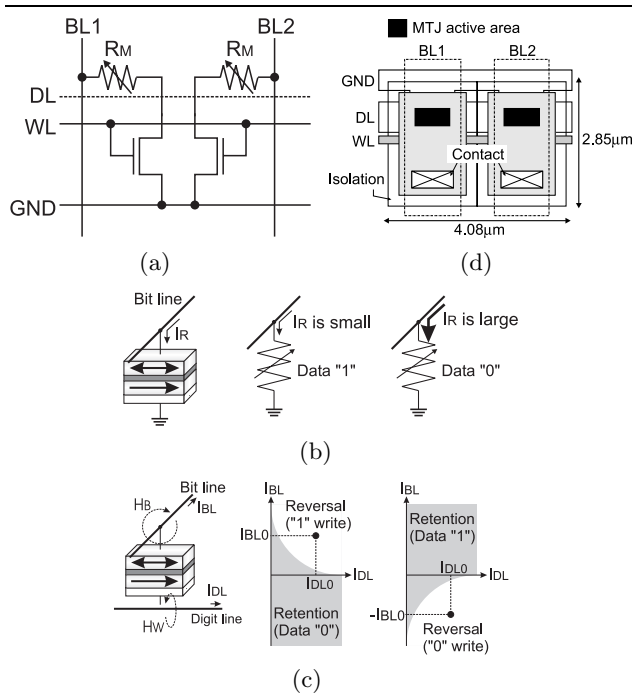 BL1 BL2
RM RM
DL
WL
GND
(a)
MTJ active area
BL1 BL2
GND
DL
WL
Contact
Isolation
2.85μm
4.08μm
(d)
Bit line
IR
IR is small
Data "1"
IR is large
Data "0"
(b)
Bit line
HB
IBL
IDL
HW
Digit line
IBL
Reversal
("1" write)
IBL0
IDL0
IDL
Retention
(Data "0")
IBL
Retention
(Data "1")
IDL0
IDL
-IBL0
Reversal
("0" write)
(c)